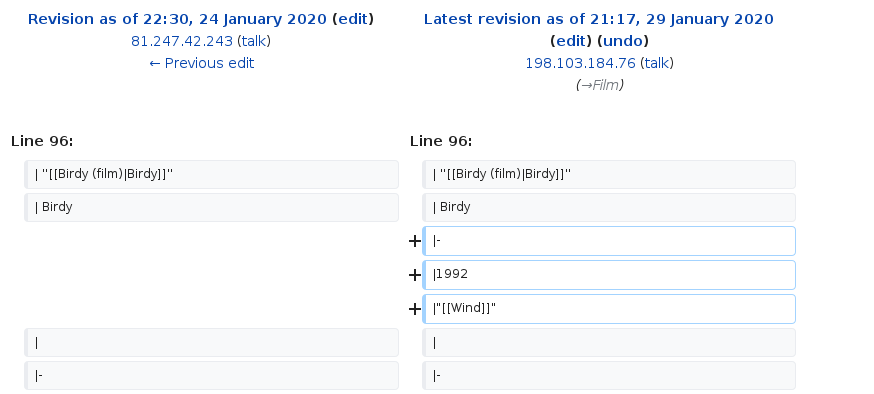 Revision as of 22:30, 24 January 2020 (edit)
81.247.42.243 (talk)
← Previous edit
Latest revision as of 21:17, 29 January 2020
(edit) (undo)
198.103.184.76 (talk)
(→Film)
Line 96:
Line 96:
| ''[[Birdy (film)|Birdy]]''
| ''[[Birdy (film)|Birdy]]''
| Birdy
| Birdy
+ |-
+ |1992
+ |"[[Wind]]"
|
|
|-
|-